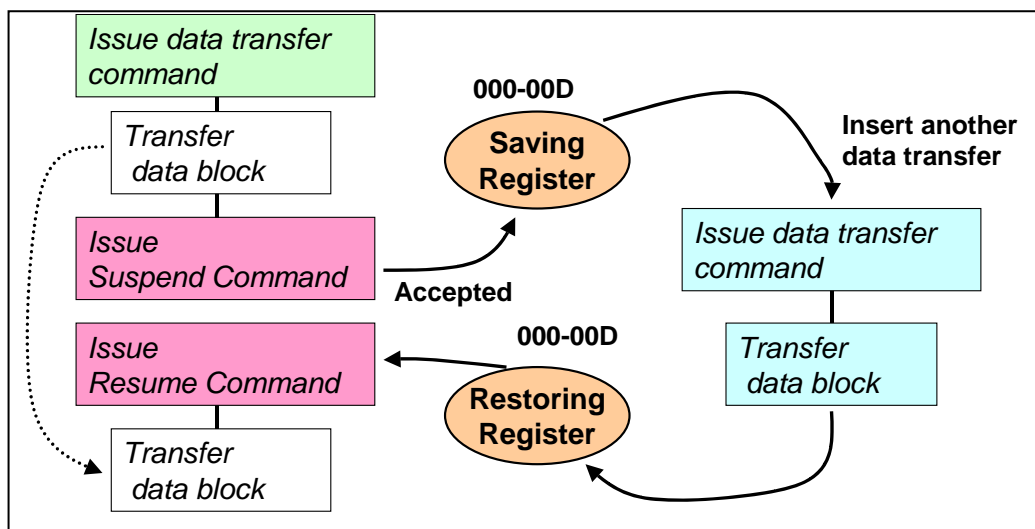 Issue data transfer
command
Transfer
data block
Issue
Suspend Command
Accepted
000-00D
Saving
Register
Insert another
data transfer
Issue data transfer
command
Transfer
data block
000-00D
Restoring
Register
Issue
Resume Command
Transfer
data block